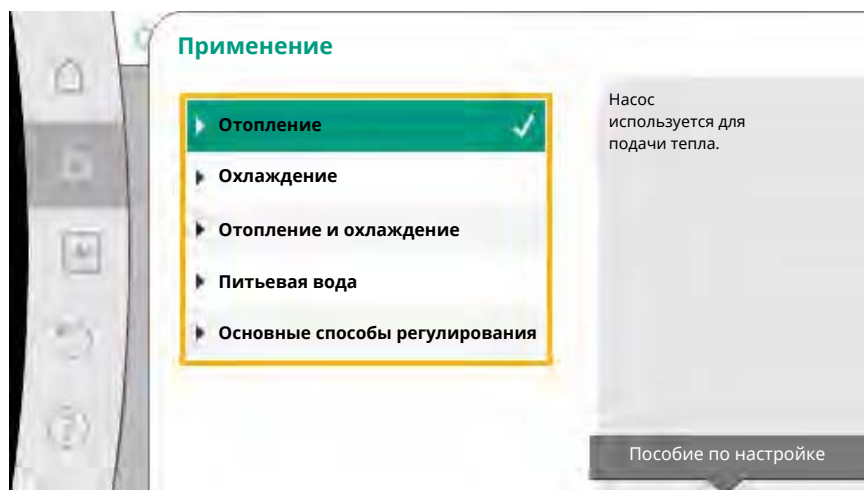 Применение
Отопление
Охлаждение
Отопление и охлаждение
Питьевая вода
Основные способы регулирования
Насос
используется для
подачи тепла.
Пособие по настройке